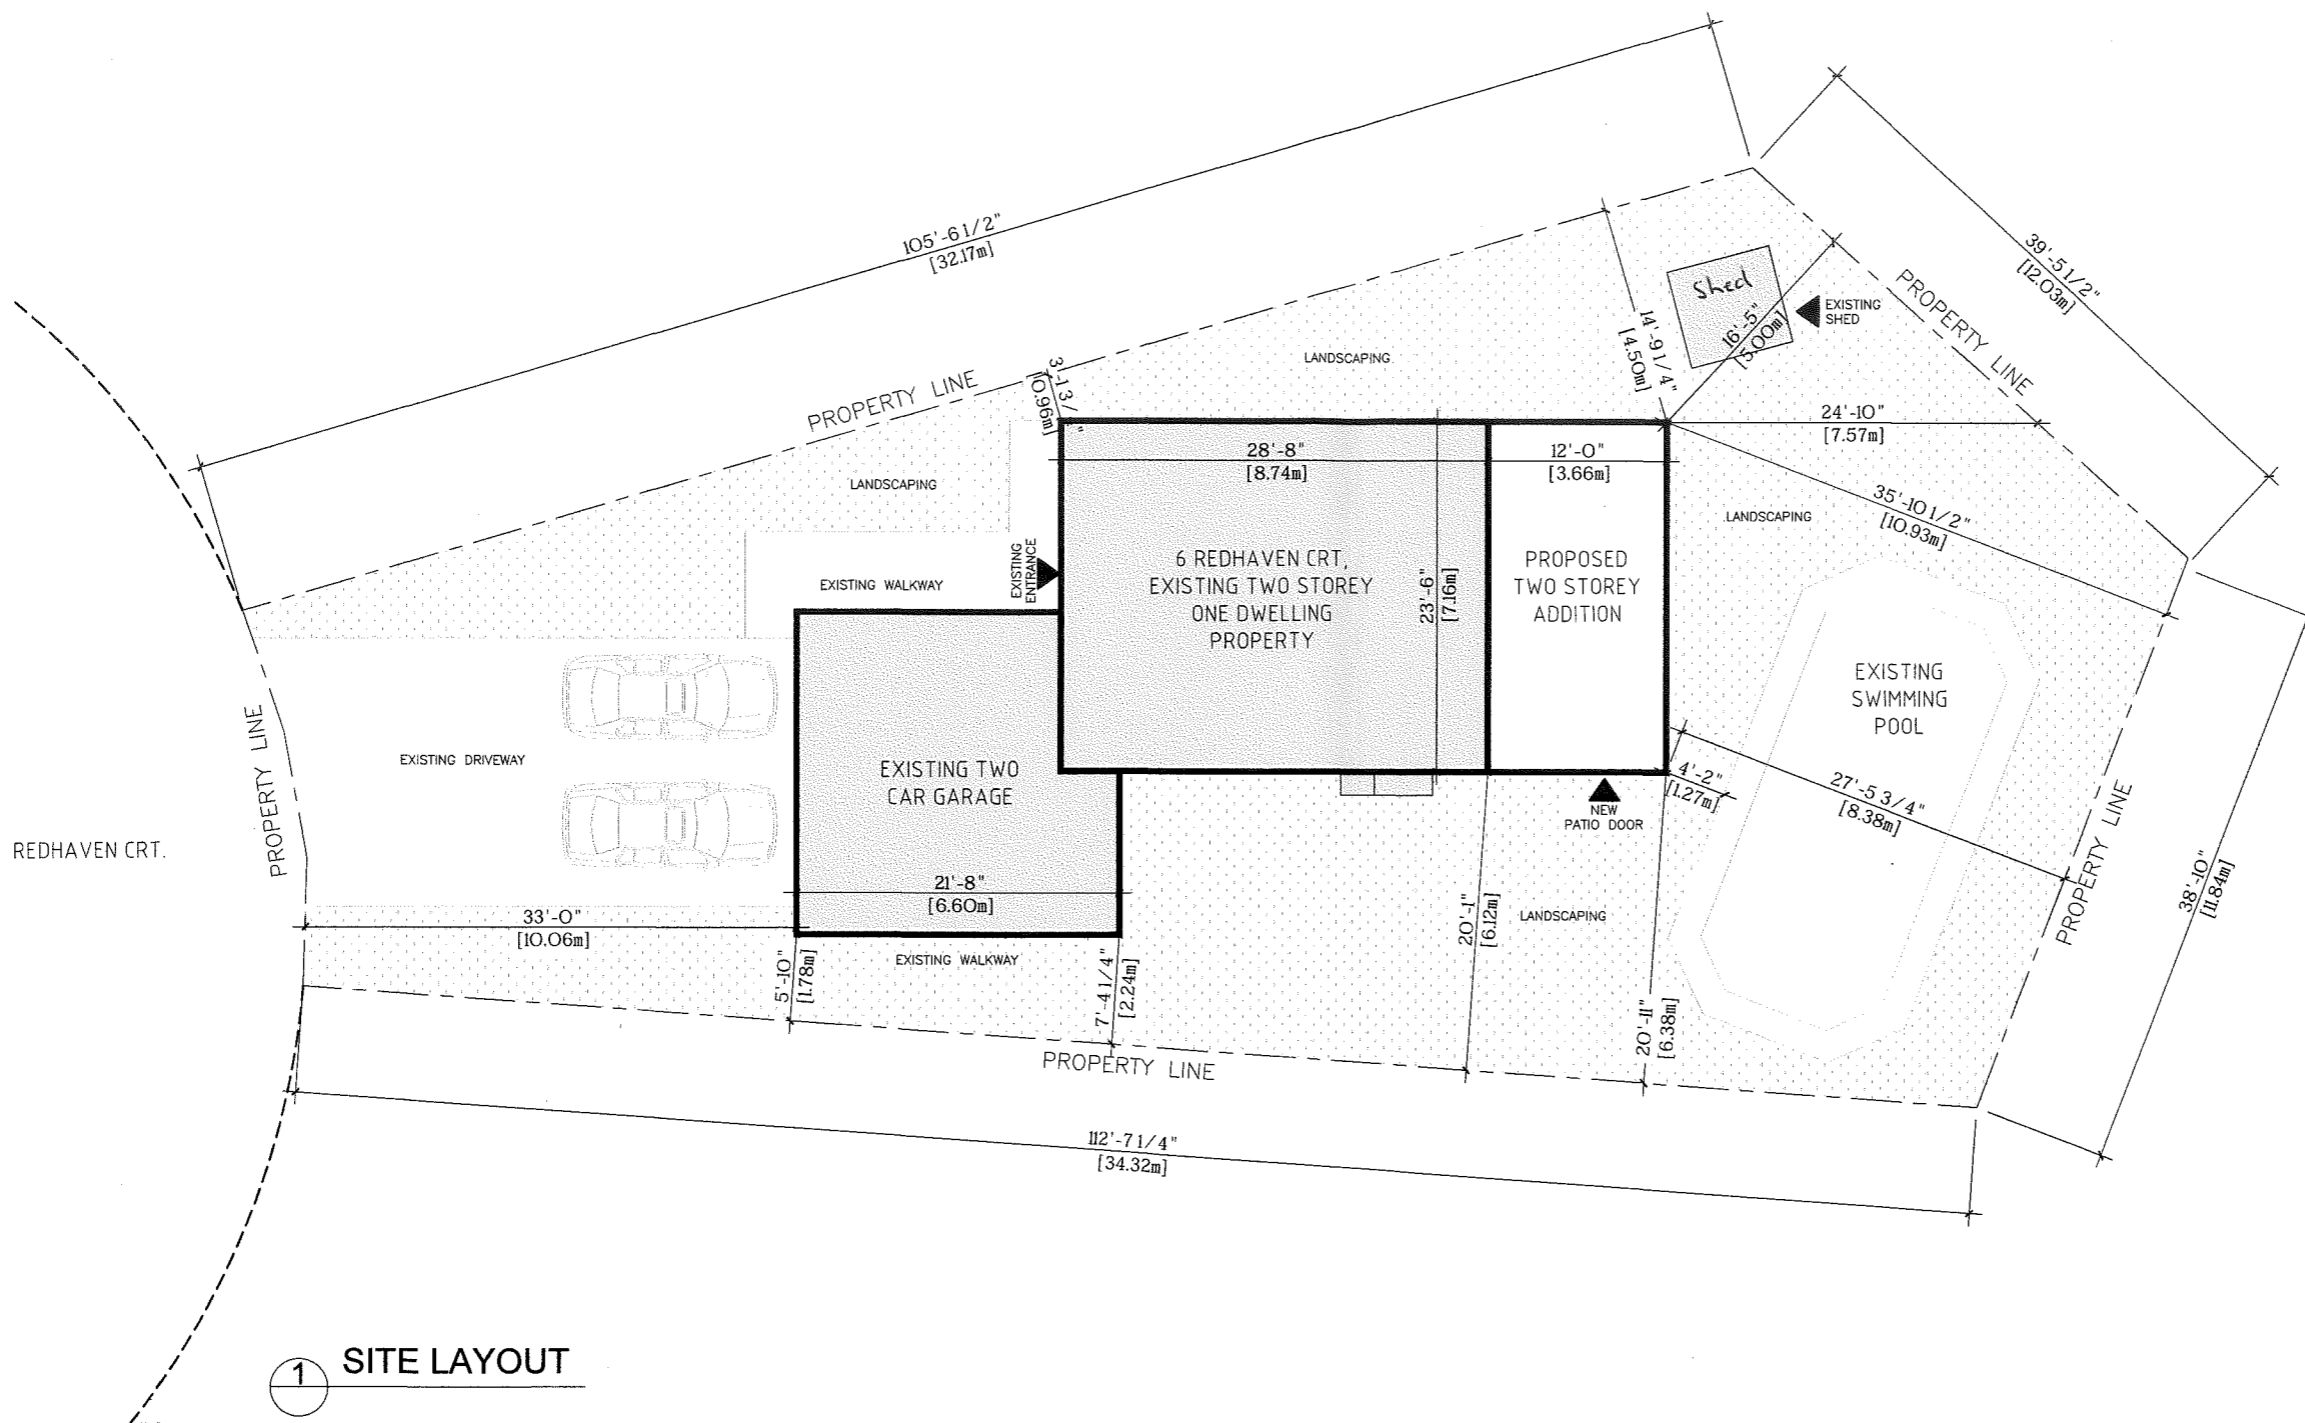 105'-6 1/2"
[32.17m]
39'-5 1/2"
[12.03m]
PROPERTY LINE
Shed
EXISTING
SHED
16'-5"
[5.00m]
14'-9 1/4"
[4.50m]
LANDSCAPING
PROPERTY LINE
[0.96m]
24'-10"
[7.57m]
28'-8"
[8.74m]
12'-0"
[3.66m]
LANDSCAPING
35'-10 1/2"
[10.93m]
LANDSCAPING
EXISTING
ENTRANCE
EXISTING WALKWAY
6 REDHAVEN CRT,
EXISTING TWO STOREY
ONE DWELLING
PROPERTY
23'-6"
[7.16m]
PROPOSED
TWO STOREY
ADDITION
EXISTING
SWIMMING
POOL
PROPERTY LINE
EXISTING DRIVEWAY
EXISTING TWO
CAR GARAGE
4'-2"
[1.27m]
27'-5 3/4"
[8.38m]
NEW
PATIO DOOR
PROPERTY LINE
38'-10"
[11.84m]
REDHAVEN CRT.
21'-8"
[6.60m]
33'-0"
[10.06m]
20'-1"
[6.12m]
LANDSCAPING
EXISTING WALKWAY
5'-10"
[1.78m]
7'-4 1/4"
[2.24m]
20'-11"
[6.38m]
PROPERTY LINE
112'-7 1/4"
[34.32m]
1 SITE LAYOUT